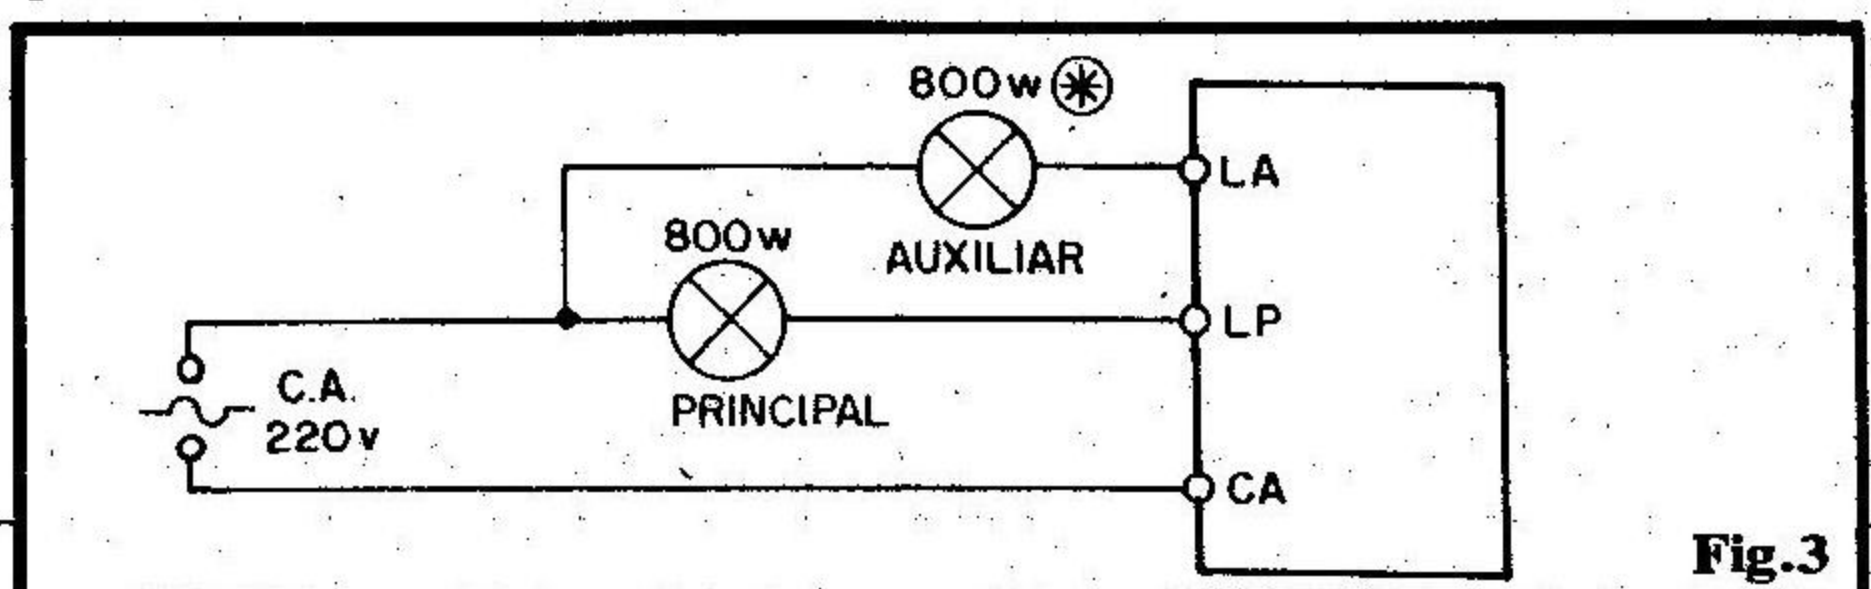 800w
LA
800w
AUXILIAR
LP
C.A.
220v
PRINCIPAL
CA
Fig.3